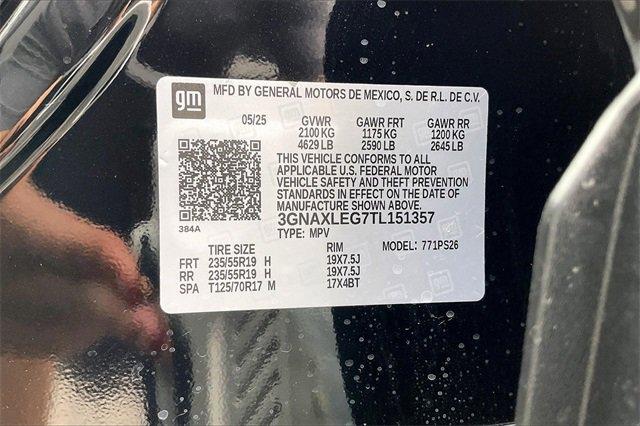 gm
MFD BY GENERAL MOTORS DE MEXICO, S. DE R.L. DE C.V.
05/25 GVWR GAWR FRT GAWR RR
2100 KG 1175 KG 1200 KG
4629 LB 2590 LB 2645 LB
THIS VEHICLE CONFORMS TO ALL
APPLICABLE U.S. FEDERAL MOTOR
VEHICLE SAFETY AND THEFT PREVENTION
STANDARDS IN EFFECT ON THE DATE OF
MANUFACTURE SHOWN ABOVE.
3GNAXLEG7TL151357
384A
TYPE: MPV
TIRE SIZE RIM MODEL: 771PS26
FRT 235/55R19 H 19X7.5J
RR 235/55R19 H 19X7.5J
SPA T125/70R17 M 17X4BT